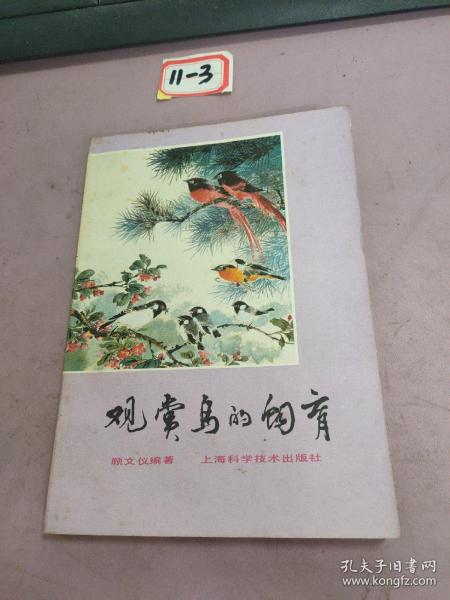 11-3
观赏鸟的饲育
顾文仪编著 上海科学技术出版社
孔夫子旧书网
www.kongfz.com